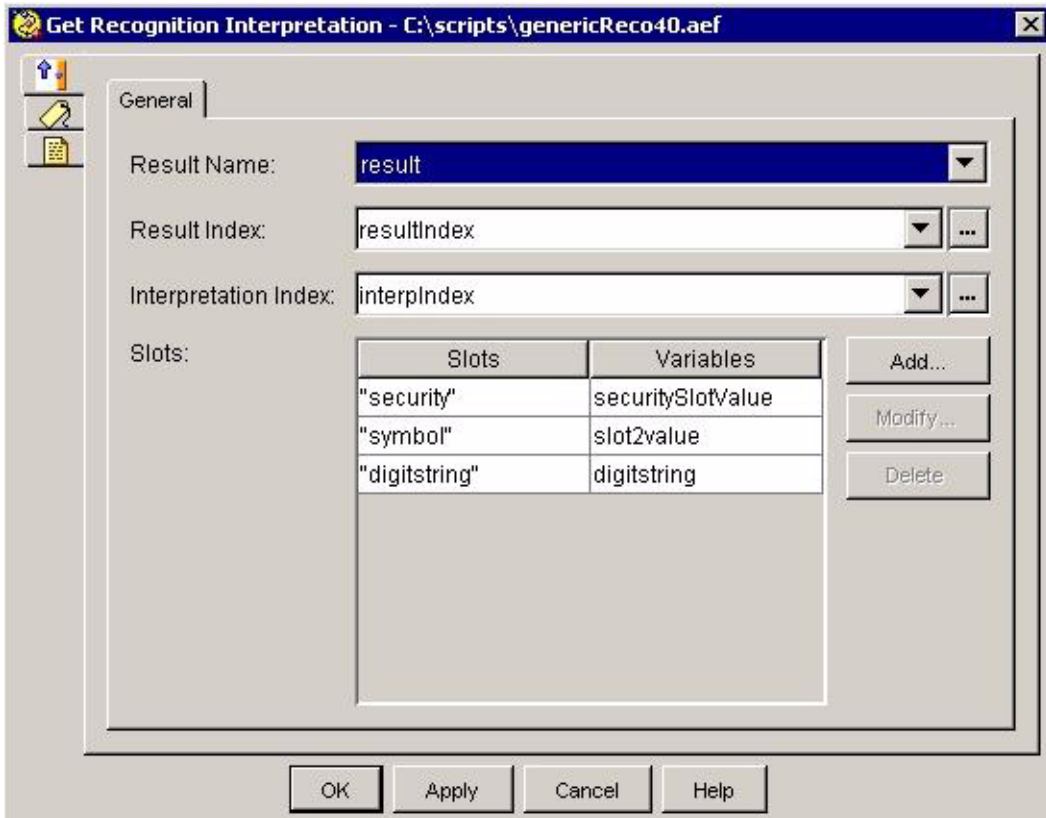 Get Recognition Interpretation - C:\scripts\genericReco40.aef
General
Result Name: result
Result Index: resultIndex ...
Interpretation Index: interpIndex ...
Slots: Slots Variables Add...
"security" securitySlotValue
Modify...
"symbol" slot2value
"digitstring" digitstring Delete
OK Apply Cancel Help